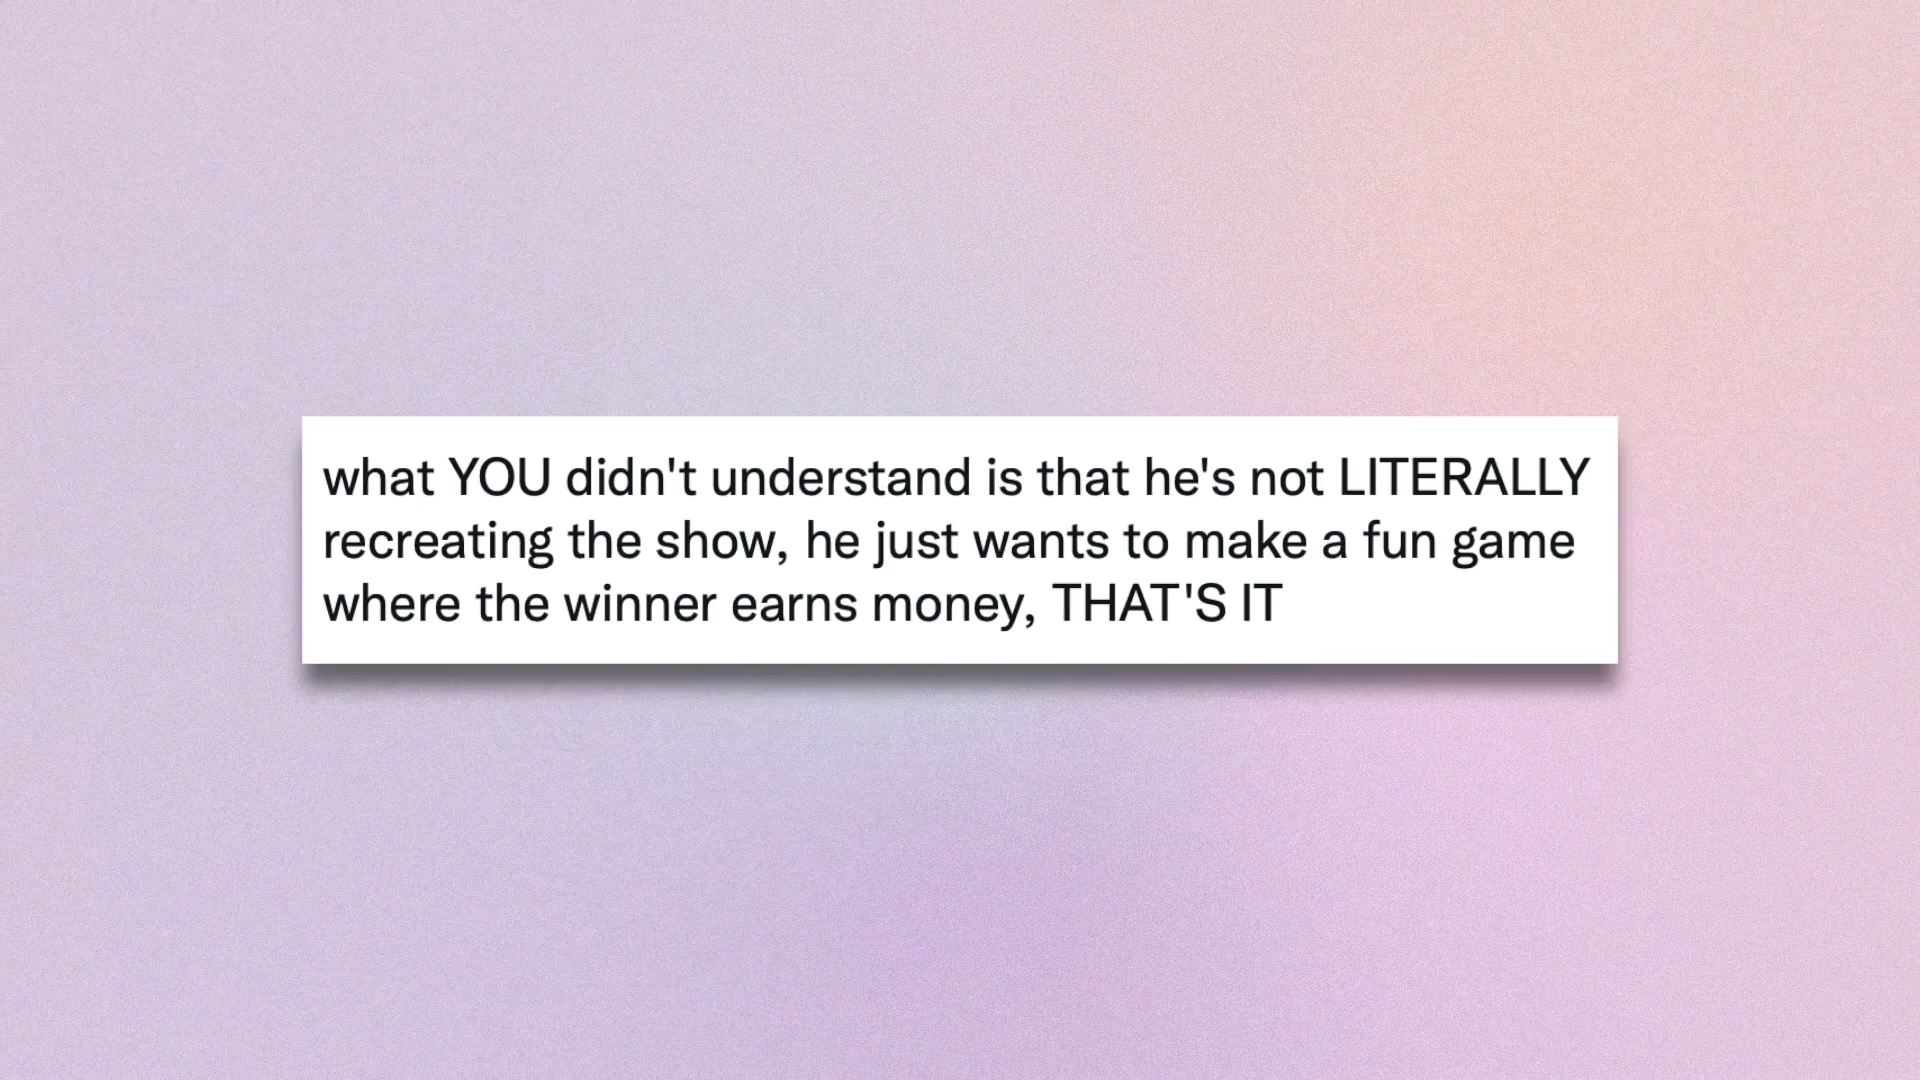 what YOU didn't understand is that he's not LITERALLY
recreating the show, he just wants to make a fun game
where the winner earns money, THAT'S IT